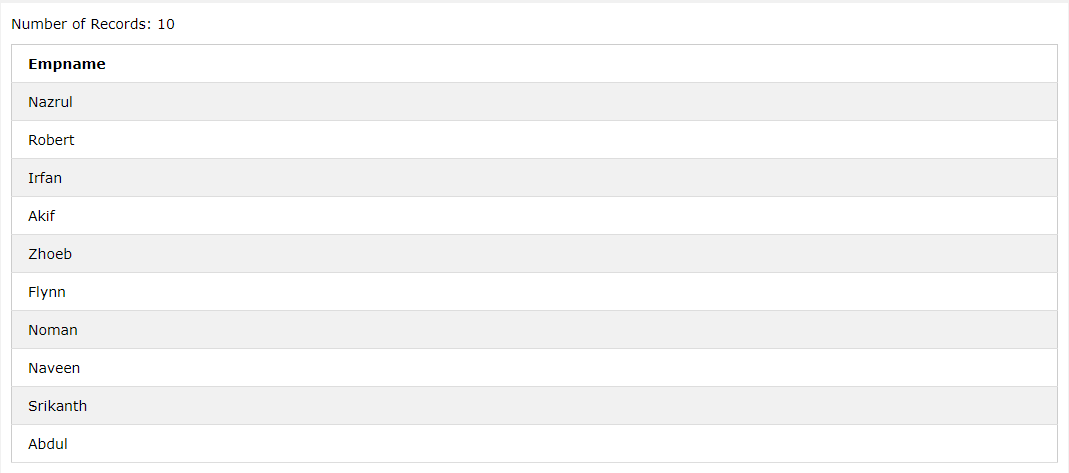 Number of Records: 10
Empname
Nazrul
Robert
Irfan
Akif
Zhoeb
Flynn
Noman
Naveen
Srikanth
Abdul